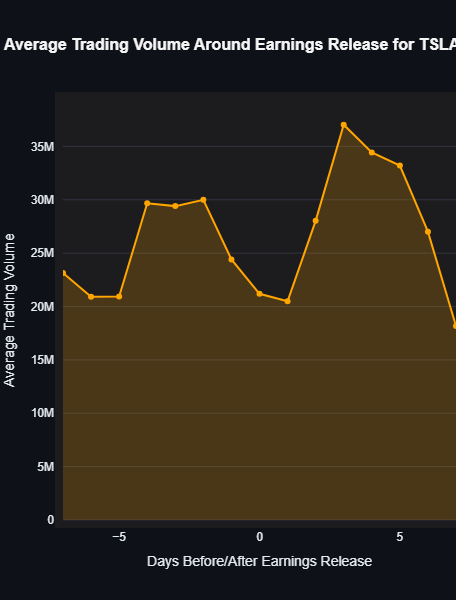 Average Trading Volume Around Earnings Release for TSLA
Average Trading Volume
35M
30M
25M
20M
15M
10M
5M
0
−5
0
5
Days Before/After Earnings Release